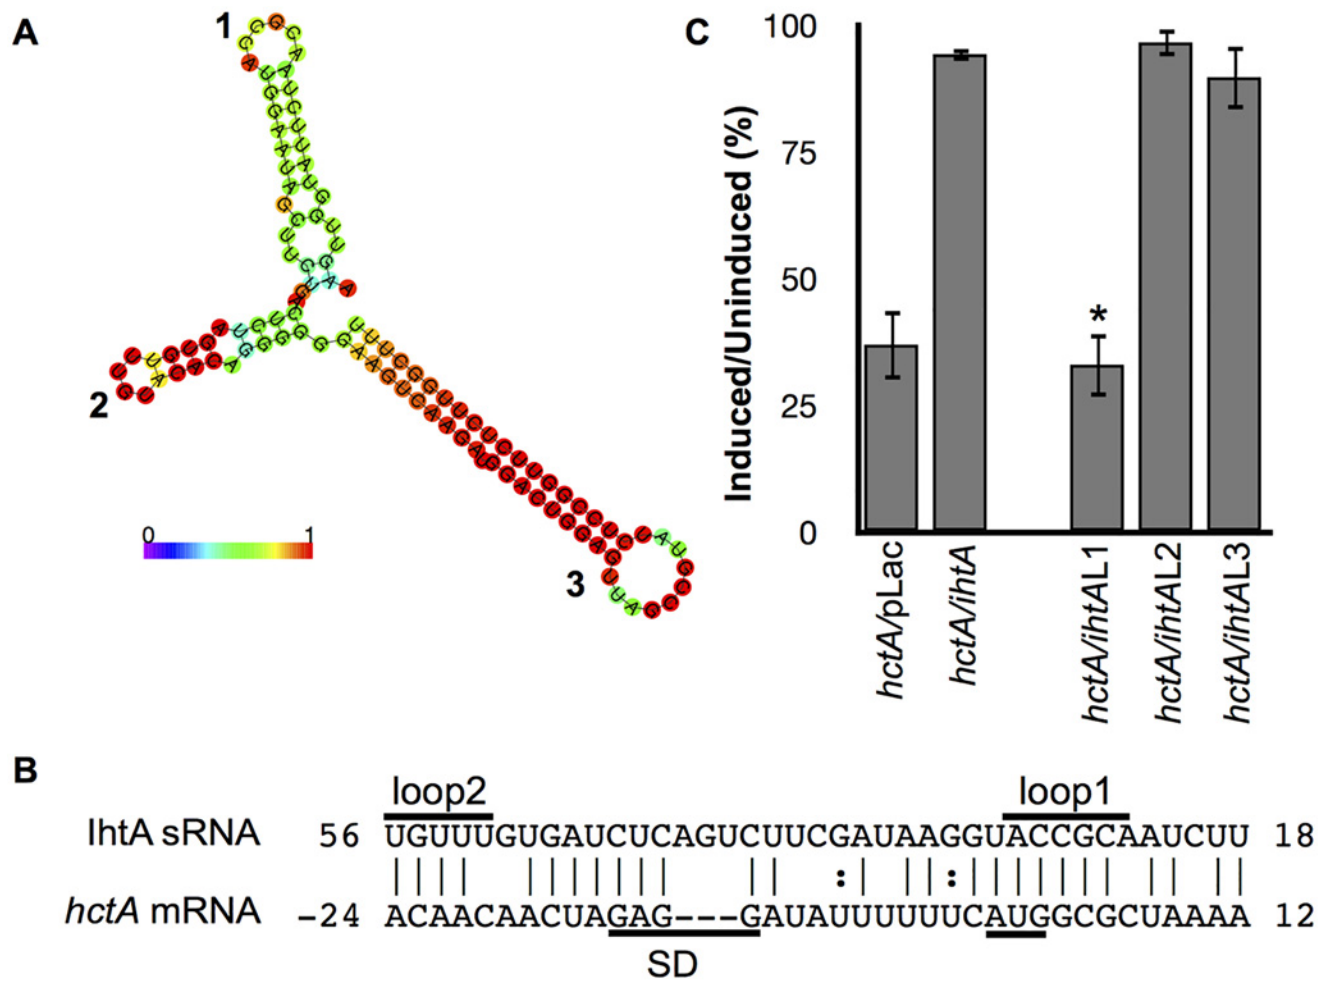 A
1
2
3
0 1
C
Induced/Uninduced (%)
100
75
50
25
0
hctA/pLac
hctA/ihtA
hctA/ihtAL1
hctA/ihtAL2
hctA/ihtAL3
*
B
loop2 loop1
IhtA sRNA 56 UGUUUGUGAUCUCAGUCUUCGAUAAGGUACCGCAAUCUU 18
hctA mRNA -24 ACAACAACUAGAG---GAUAUUUUUUCAUGGCGCUAAAA 12
SD